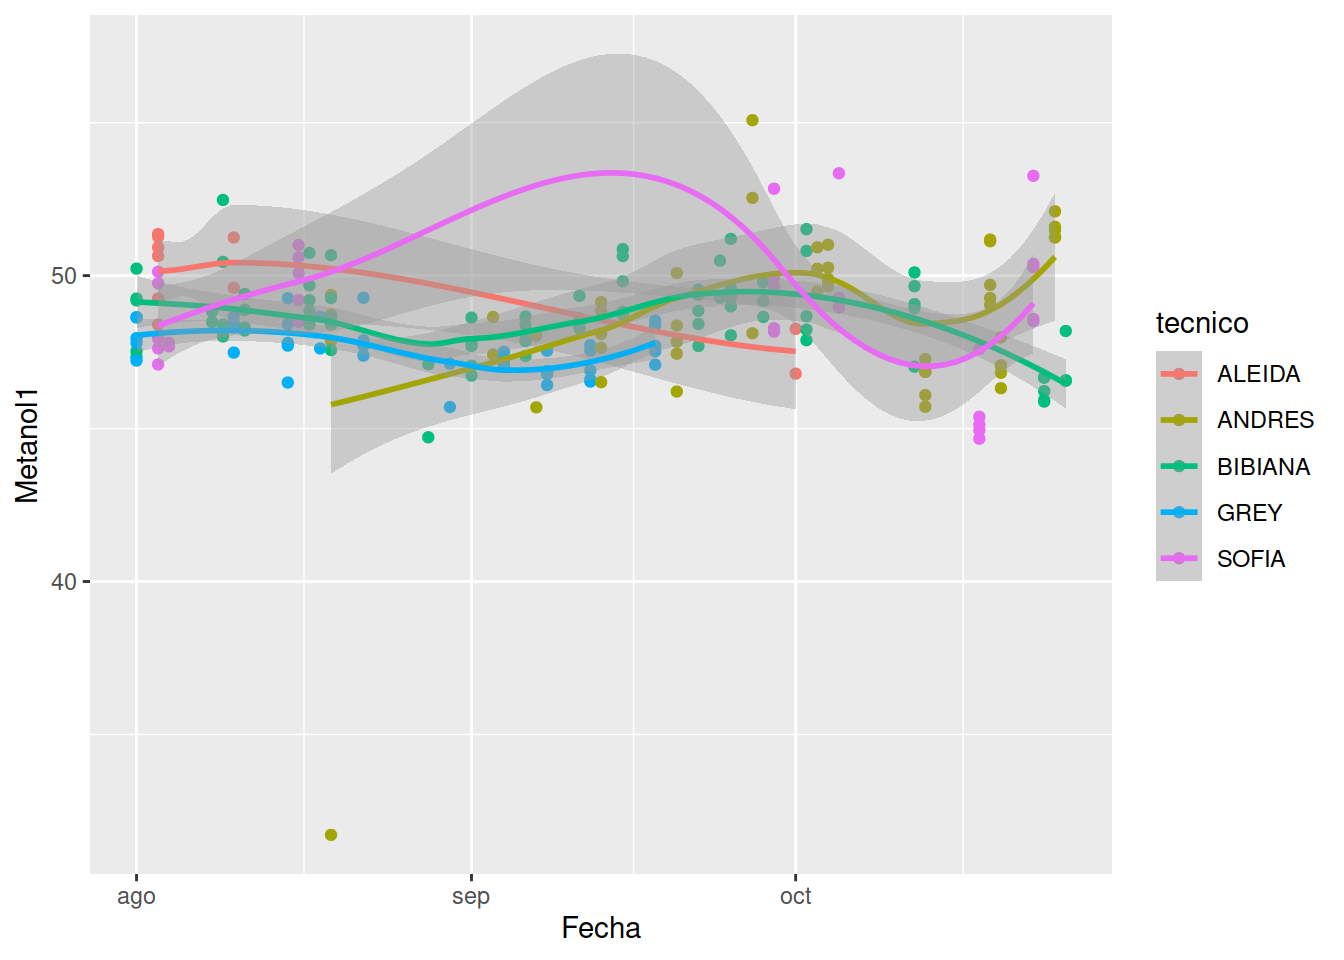 Metanol1
50
40
ago
sep
oct
Fecha
tecnico
ALEIDA
ANDRES
BIBIANA
GREY
SOFIA